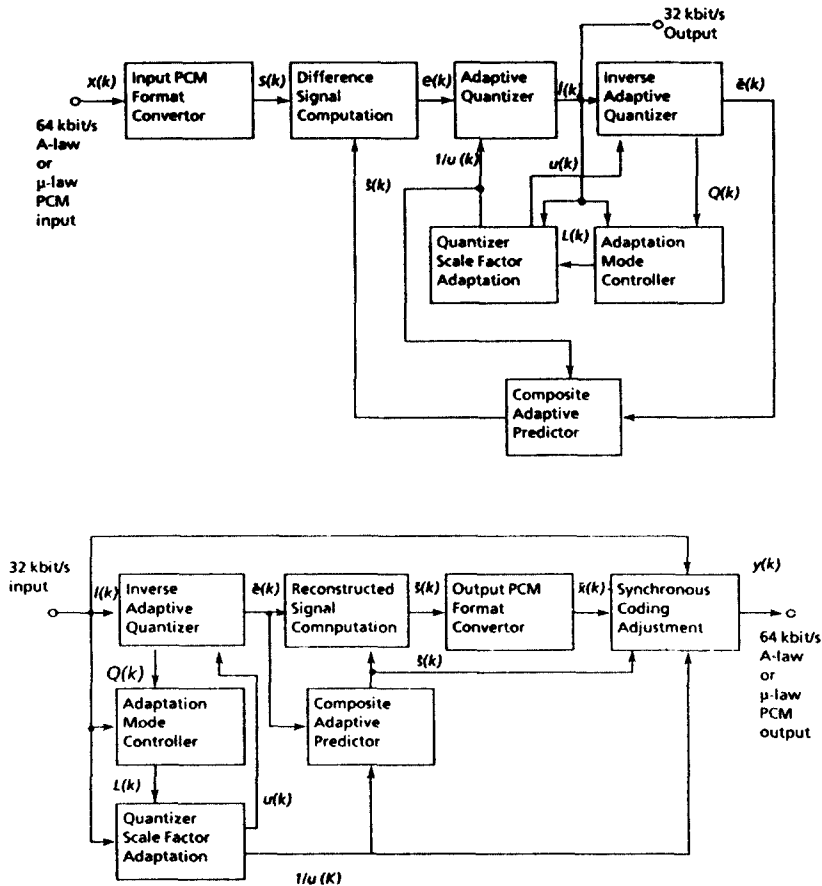 32 kbit/s
Output
X(k)
Input PCM
Format
Convertor
s(k)
Difference
Signal
Computation
e(k)
Adaptive
Quantizer
I(k)
Inverse
Adaptive
Quantizer
ẽ(k)
64 kbit/s
A-law
or
μ-law
PCM
input
ŝ(k)
1/u (k)
u(k)
Q(k)
Quantizer
Scale Factor
Adaptation
L(k)
Adaptation
Mode
Controller
Composite
Adaptive
Predictor
32 kbit/s
input
I(k)
Inverse
Adaptive
Quantizer
ẽ(k)
Reconstructed
Signal
Comnputation
s̃(k)
Output PCM
Format
Convertor
x̃(k)
Synchronous
Coding
Adjustment
y(k)
64 kbit/s
A-law
or
μ-law
PCM
output
Q(k)
ŝ(k)
Adaptation
Mode
Controller
Composite
Adaptive
Predictor
L(k)
u(k)
Quantizer
Scale Factor
Adaptation
1/u (K)